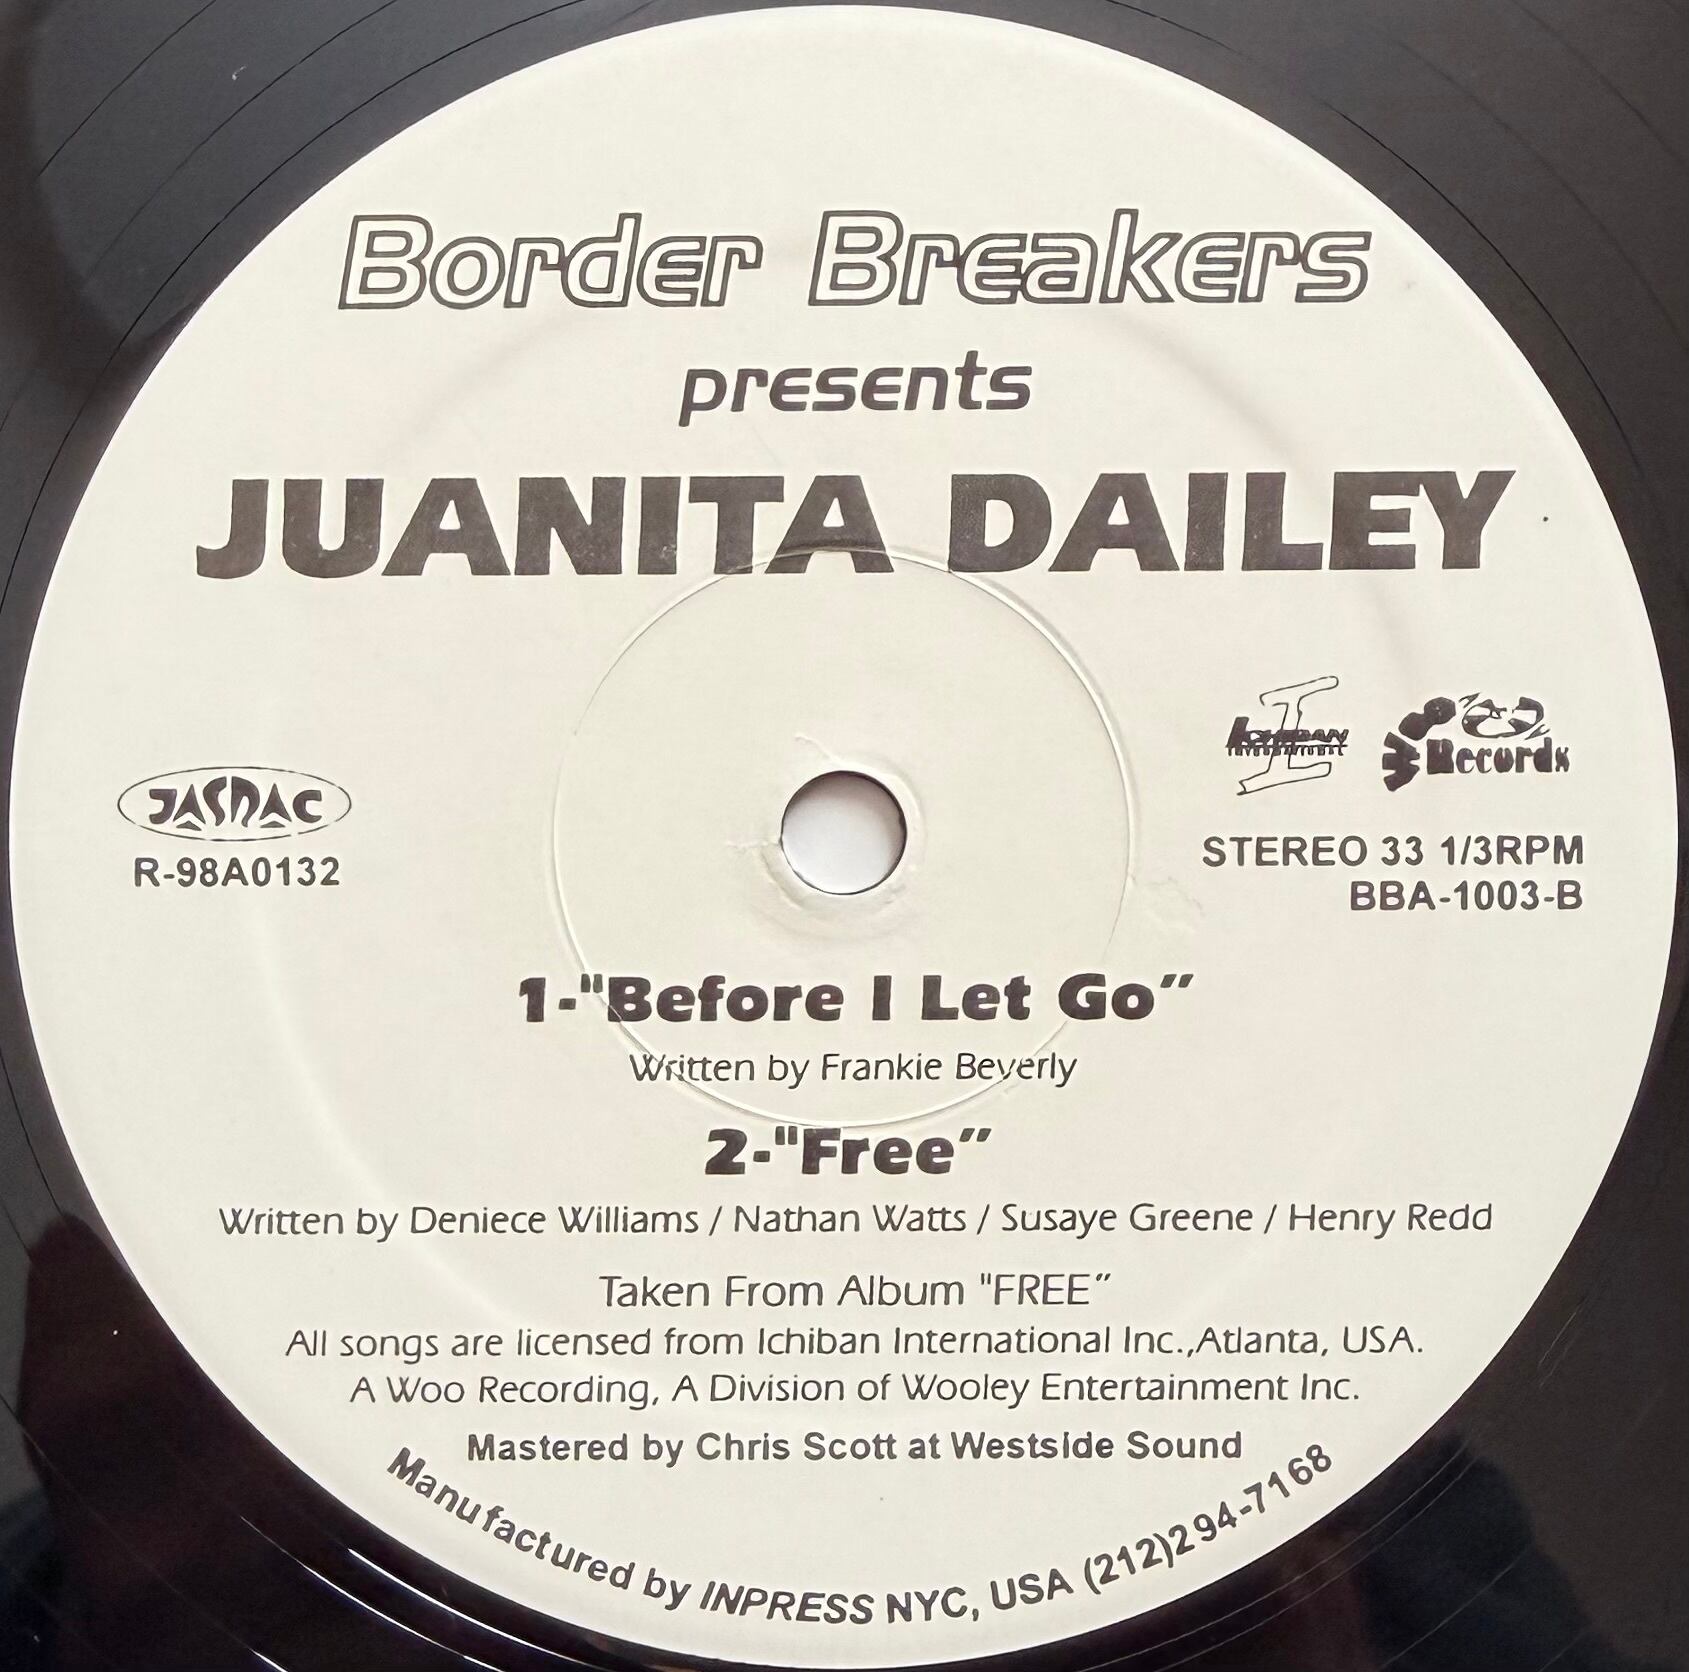 Border Breakers
presents
JUANITA DAILEY
JASRAC
R-98A0132
ICHIBAN
INTERNATIONAL
WOO
Records
STEREO 33 1/3RPM
BBA-1003-B
1-"Before I Let Go"
Written by Frankie Beverly
2-"Free"
Written by Deniece Williams / Nathan Watts / Susaye Greene / Henry Redd
Taken From Album "FREE"
All songs are licensed from Ichiban International Inc.,Atlanta, USA.
A Woo Recording, A Division of Wooley Entertainment Inc.
Mastered by Chris Scott at Westside Sound
Manufactured by INPRESS NYC, USA (212)294-7168